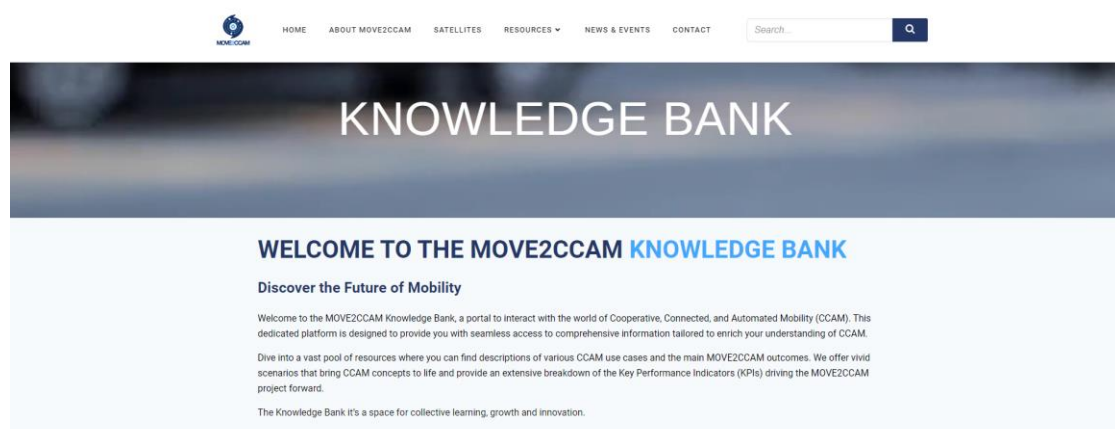 MOVE2CCAM
HOME ABOUT MOVE2CCAM SATELLITES RESOURCES NEWS & EVENTS CONTACT Search...
KNOWLEDGE BANK
WELCOME TO THE MOVE2CCAM KNOWLEDGE BANK
Discover the Future of Mobility
Welcome to the MOVE2CCAM Knowledge Bank, a portal to interact with the world of Cooperative, Connected, and Automated Mobility (CCAM). This
dedicated platform is designed to provide you with seamless access to comprehensive information tailored to enrich your understanding of CCAM.
Dive into a vast pool of resources where you can find descriptions of various CCAM use cases and the main MOVE2CCAM outcomes. We offer vivid
scenarios that bring CCAM concepts to life and provide an extensive breakdown of the Key Performance Indicators (KPIs) driving the MOVE2CCAM
project forward.
The Knowledge Bank it's a space for collective learning, growth and innovation.